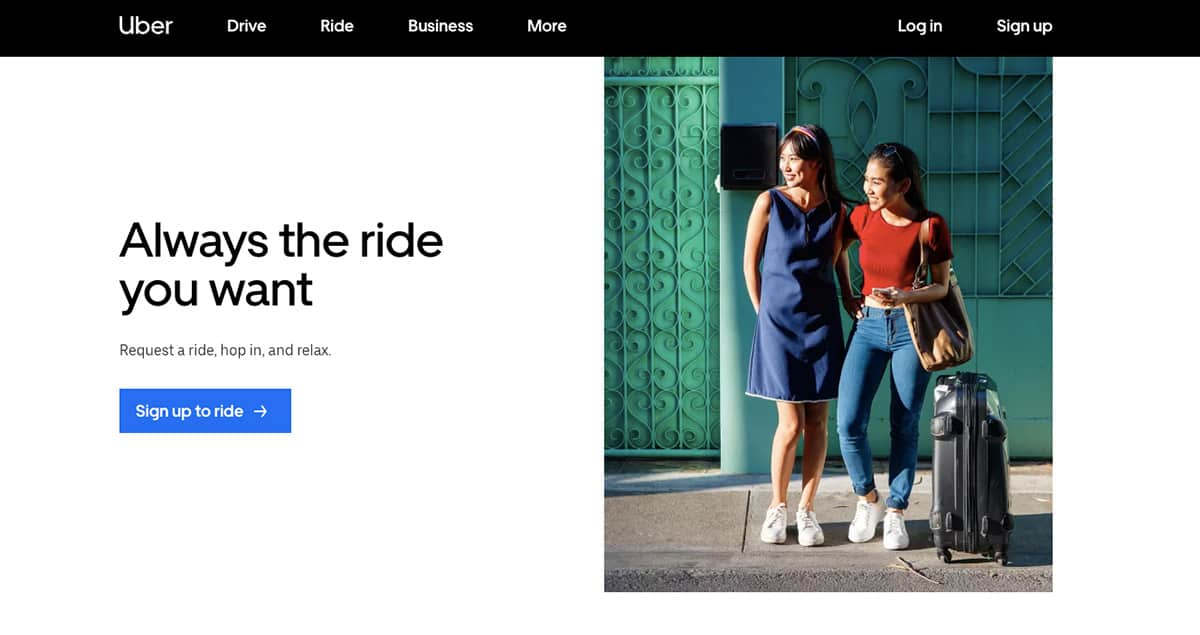 Uber Drive Ride Business More Log in Sign up
Always the ride
you want
Request a ride, hop in, and relax.
Sign up to ride →